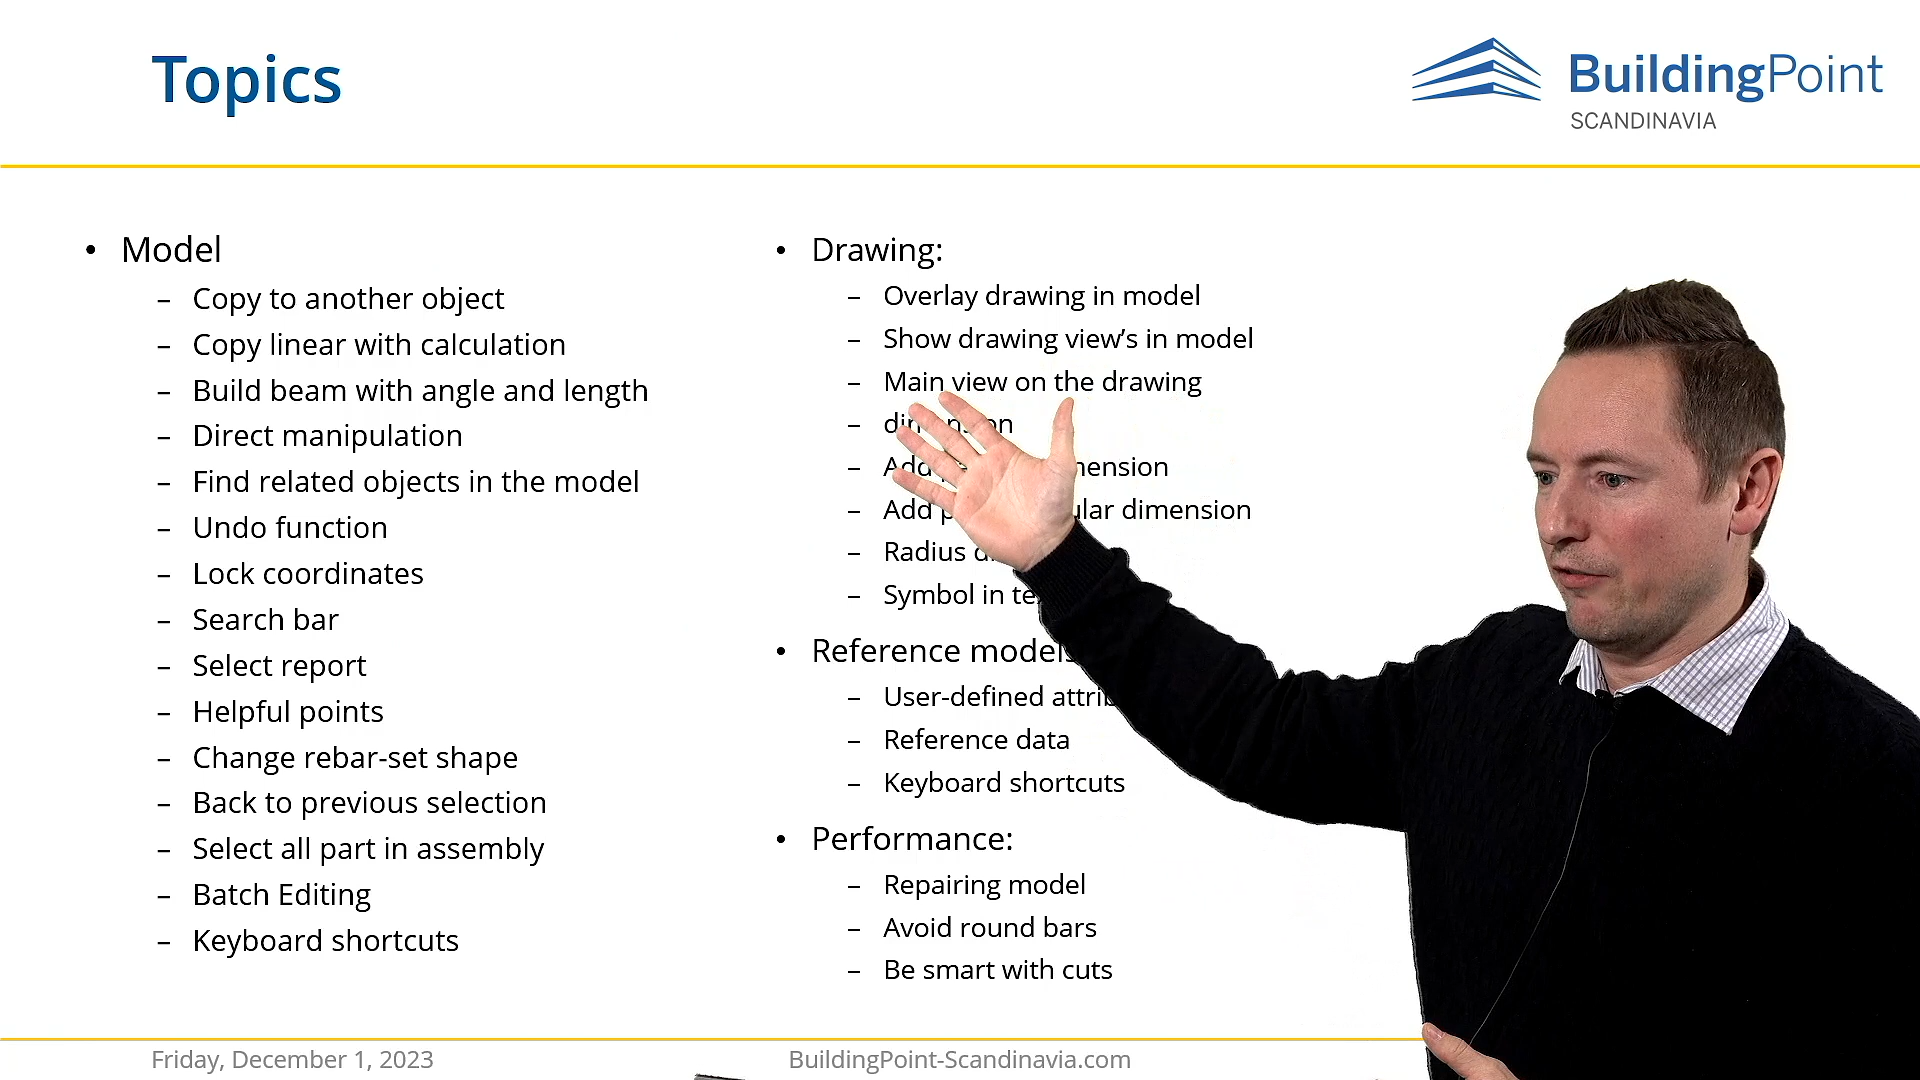 Topics
BuildingPoint
SCANDINAVIA
• Model
– Copy to another object
– Copy linear with calculation
– Build beam with angle and length
– Direct manipulation
– Find related objects in the model
– Undo function
– Lock coordinates
– Search bar
– Select report
– Helpful points
– Change rebar-set shape
– Back to previous selection
– Select all part in assembly
– Batch Editing
– Keyboard shortcuts
• Drawing:
– Overlay drawing in model
– Show drawing view’s in model
– Main view on the drawing
– dimension
– Add
– Add dimension
– Radius
– Symbol in
• Reference models
– User-defined
– Reference data
– Keyboard shortcuts
• Performance:
– Repairing model
– Avoid round bars
– Be smart with cuts
Friday, December 1, 2023
BuildingPoint-Scandinavia.com